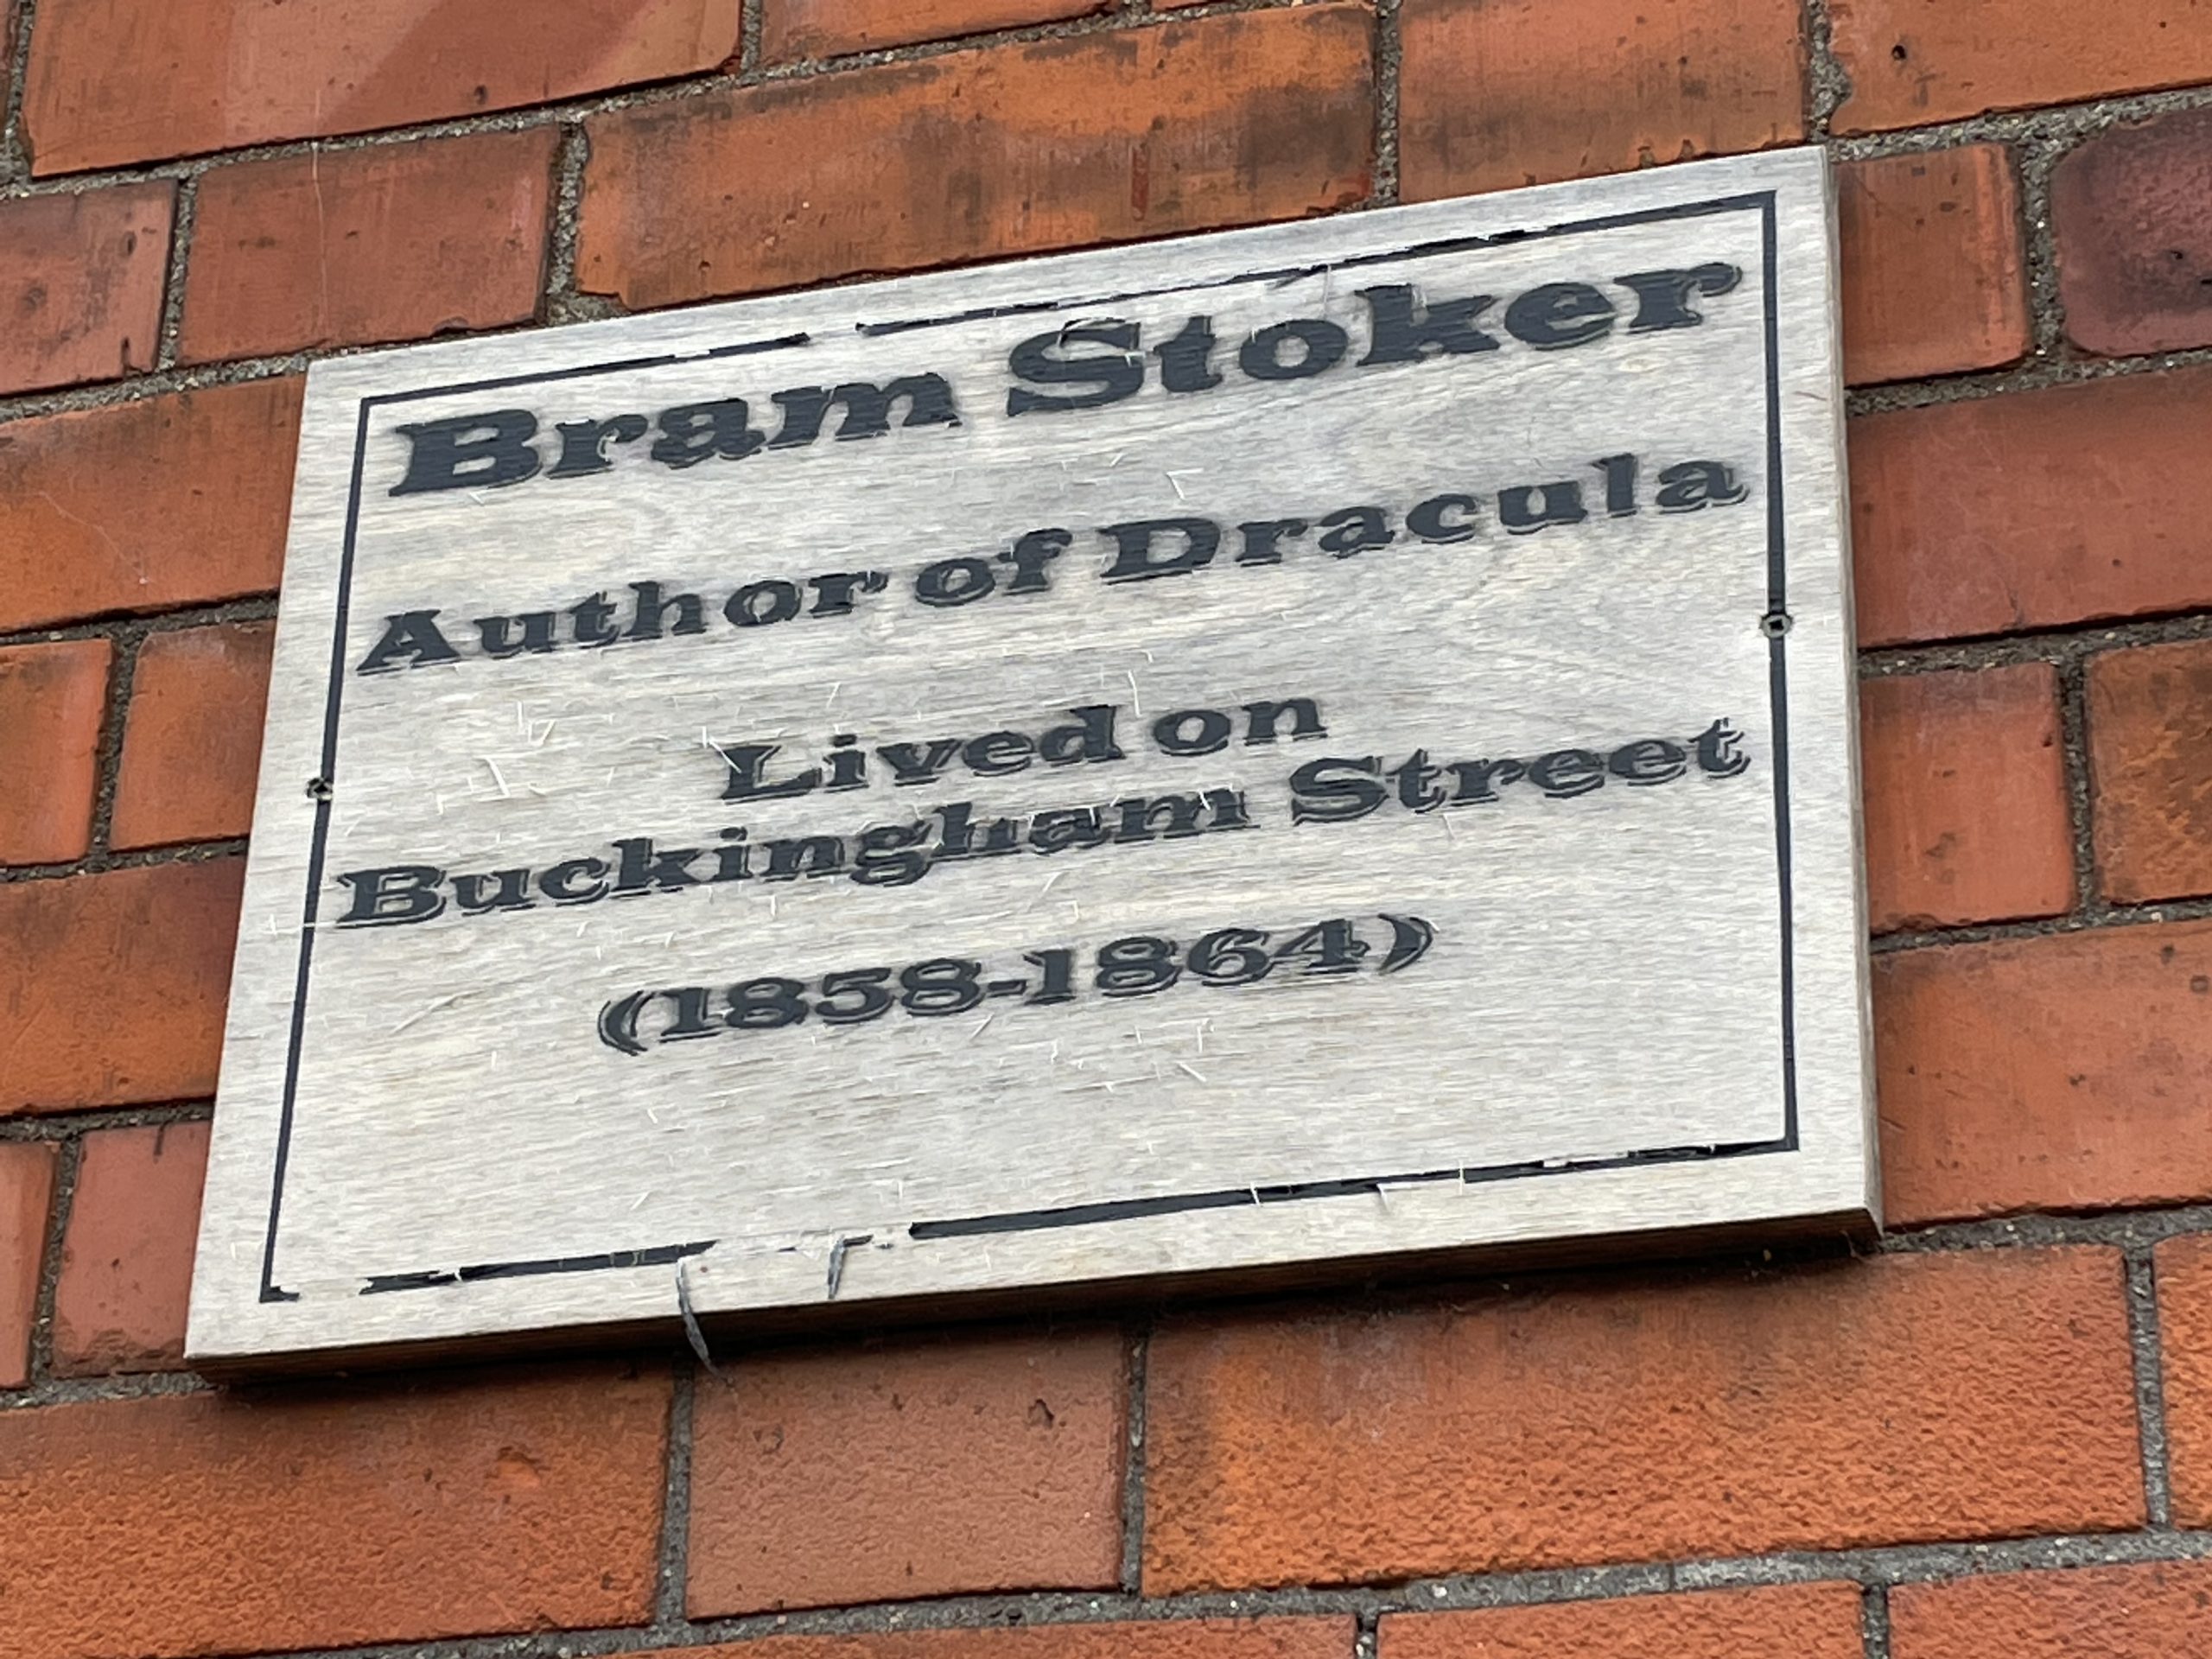 Bram Stoker
Author of Dracula
Lived on
Buckingham Street
(1858-1864)